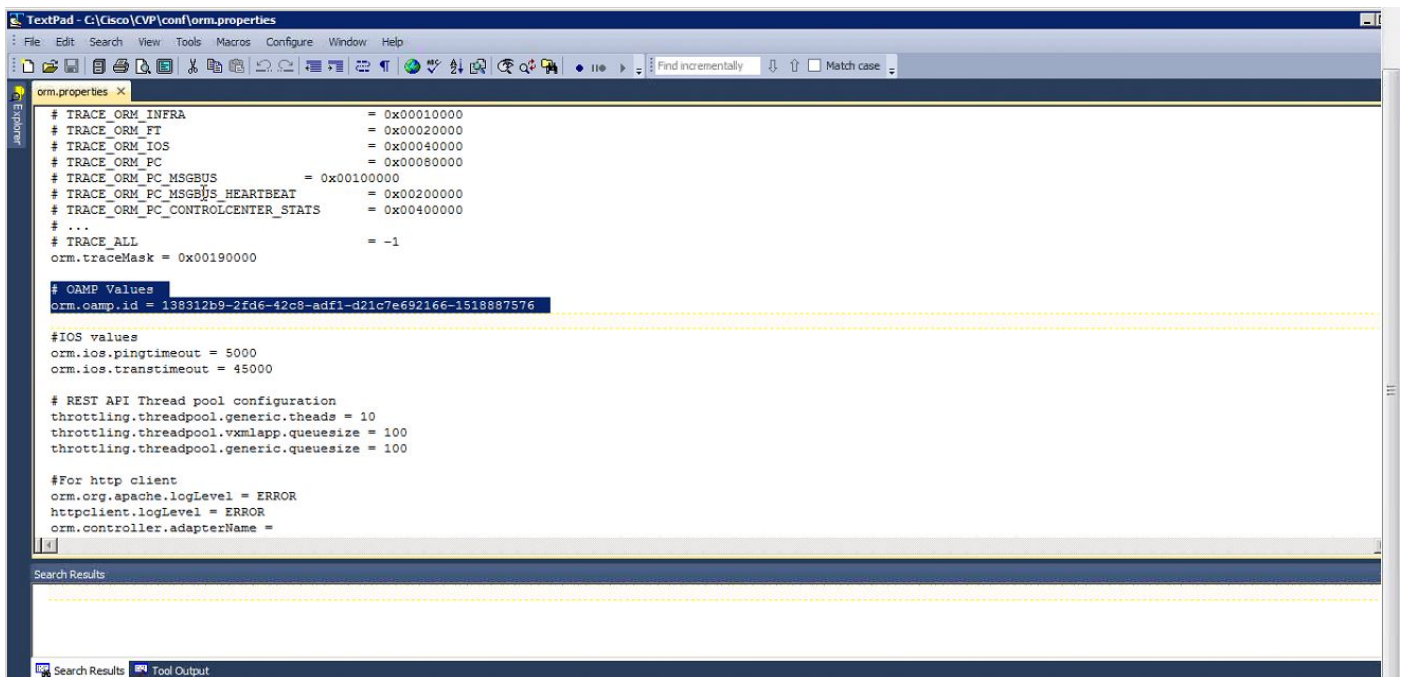 TextPad - C:\Cisco\CVP\conf\orm.properties
File Edit Search View Tools Macros Configure Window Help
Find incrementally Match case
orm.properties
Explorer
# TRACE_ORM_INFRA = 0x00010000
# TRACE_ORM_FT = 0x00020000
# TRACE_ORM_IOS = 0x00040000
# TRACE_ORM_PC = 0x00080000
# TRACE_ORM_PC_MSGBUS = 0x00100000
# TRACE_ORM_PC_MSGBUS_HEARTBEAT = 0x00200000
# TRACE_ORM_PC_CONTROLCENTER_STATS = 0x00400000
# ...
# TRACE_ALL = -1
orm.traceMask = 0x00190000
# OAMP Values
orm.oamp.id = 138312b9-2fd6-42c8-adf1-d21c7e692166-1518887576
#IOS values
orm.ios.pingtimeout = 5000
orm.ios.transtimeout = 45000
# REST API Thread pool configuration
throttling.threadpool.generic.theads = 10
throttling.threadpool.vxmlapp.queuesize = 100
throttling.threadpool.generic.queuesize = 100
#For http client
orm.org.apache.logLevel = ERROR
httpclient.logLevel = ERROR
orm.controller.adapterName =
Search Results
Search Results Tool Output